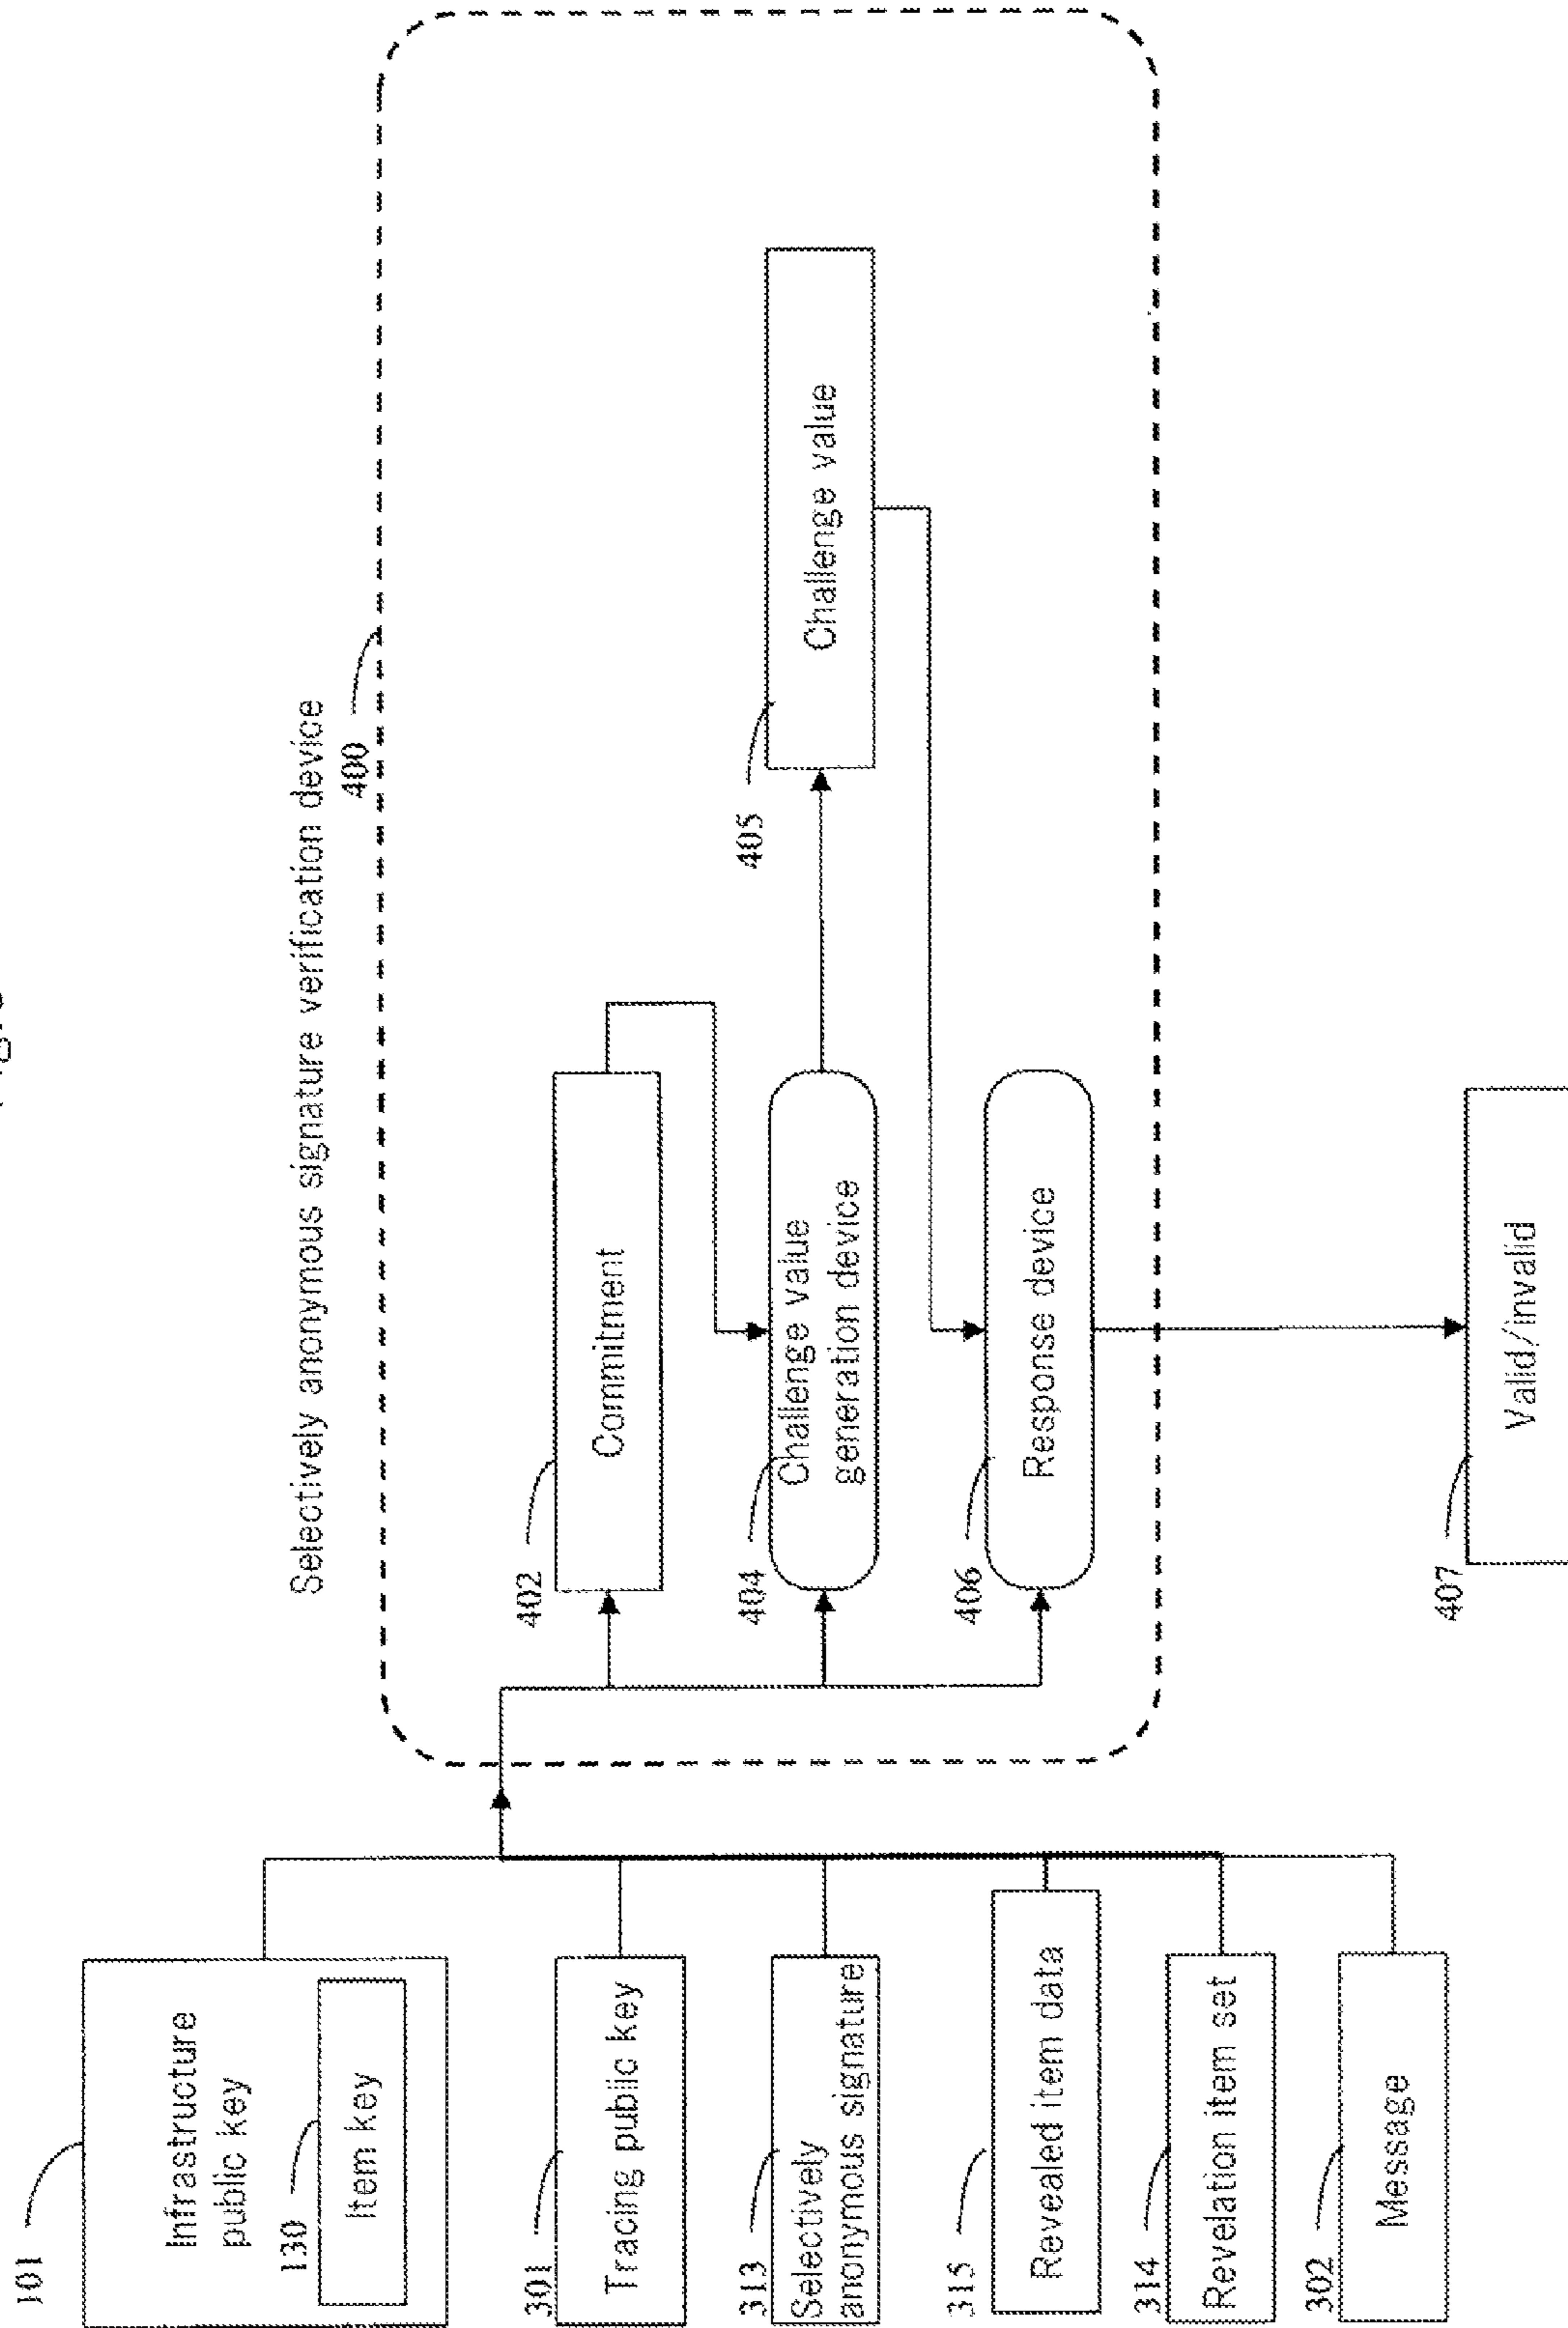 Selectively anonymous signature verification device
400
101
Infrastructure
public key
130
Item key
301
Tracing public key
313
Selectively
anonymous signature
315
Revealed item data
314
Revelation item set
302
Message
402
Commitment
404
Challenge value
generation device
405
Challenge value
406
Response device
407
Valid/invalid